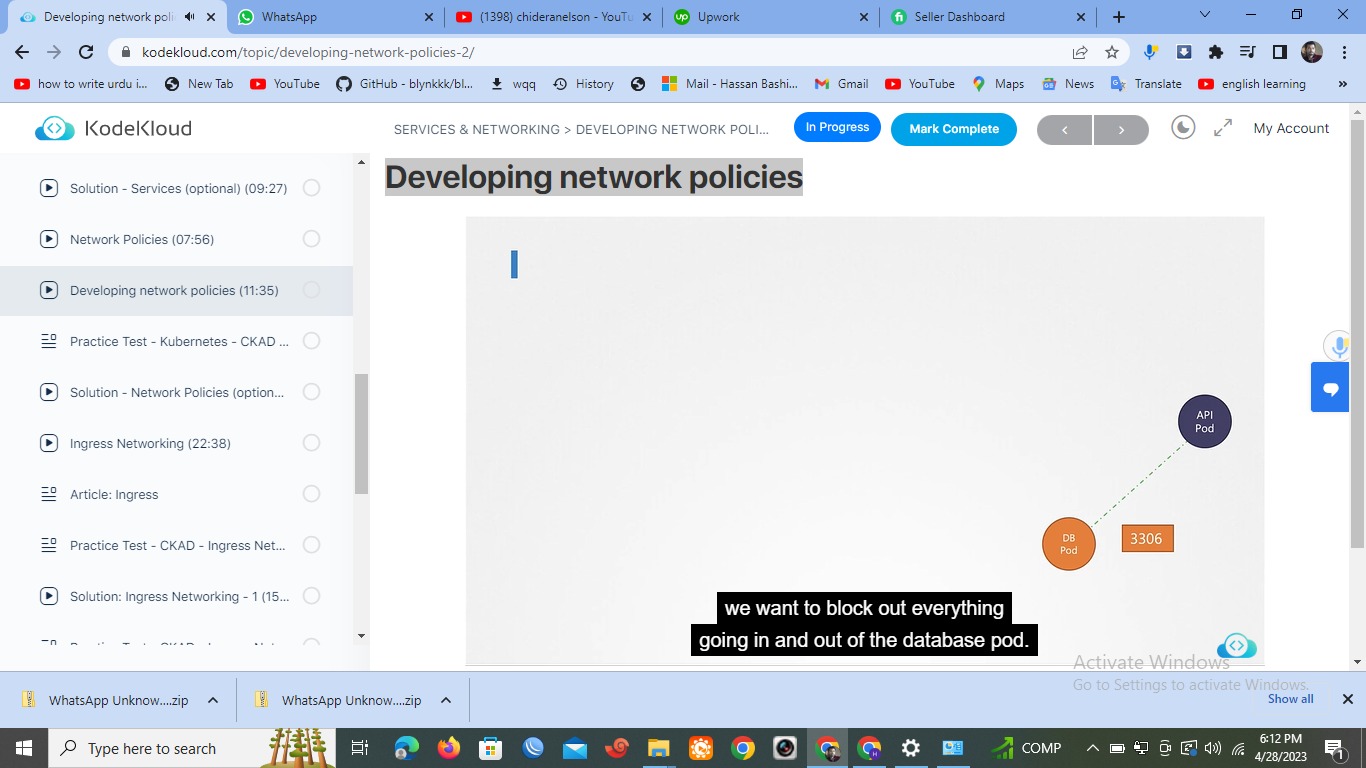 Developing network poli
WhatsApp
(1398) chideranelson - YouTu
Upwork
Seller Dashboard
kodekloud.com/topic/developing-network-policies-2/
how to write urdu i...
New Tab
YouTube
GitHub - blynkkk/bl...
wqq
History
Mail - Hassan Bashi...
Gmail
YouTube
Maps
News
Translate
english learning
KodeKloud
SERVICES & NETWORKING > DEVELOPING NETWORK POLI...
In Progress
Mark Complete
My Account
Solution - Services (optional) (09:27)
Network Policies (07:56)
Developing network policies (11:35)
Practice Test - Kubernetes - CKAD ...
Solution - Network Policies (option...
Ingress Networking (22:38)
Article: Ingress
Practice Test - CKAD - Ingress Net...
Solution: Ingress Networking - 1 (15...
Developing network policies
API
Pod
DB
Pod
3306
we want to block out everything
going in and out of the database pod.
Activate Windows
Go to Settings to activate Windows.
WhatsApp Unknow....zip
WhatsApp Unknow....zip
Show all
Type here to search
COMP
6:12 PM
4/28/2023
1